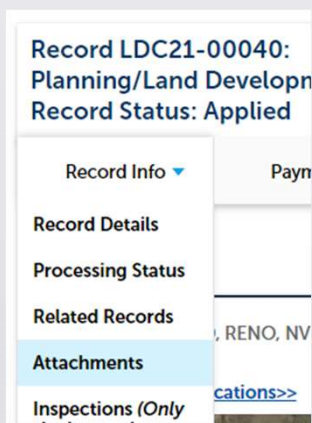 Record LDC21-00040:
Planning/Land Developn
Record Status: Applied
Record Info
Paym
Record Details
Processing Status
Related Records
, RENO, NV
Attachments
cations>>
Inspections (Only